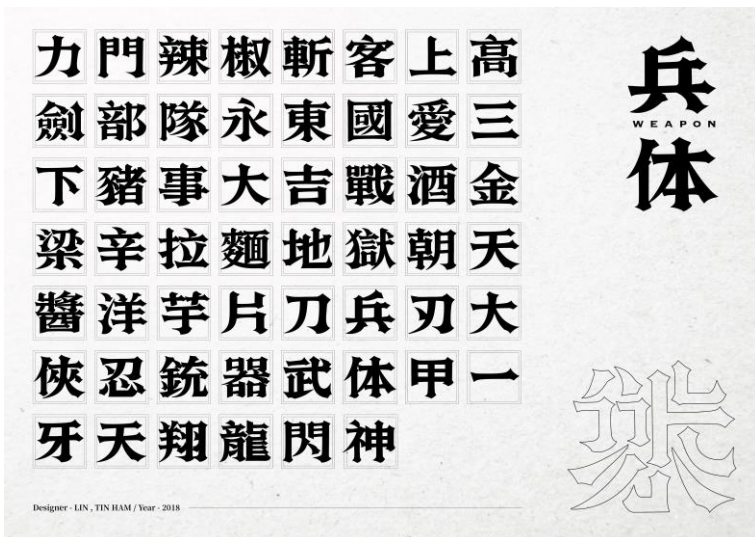 力門辣椒斬客上高
劍部隊永東國愛三
下豬事大吉戰酒金
梁辛拉麵地獄朝天
醬洋芋片刀兵刃大
俠忍銃器武体甲一
牙天翔龍閃神
兵
WEAPON
体
Designer - LIN , TIN HAM / Year - 2018